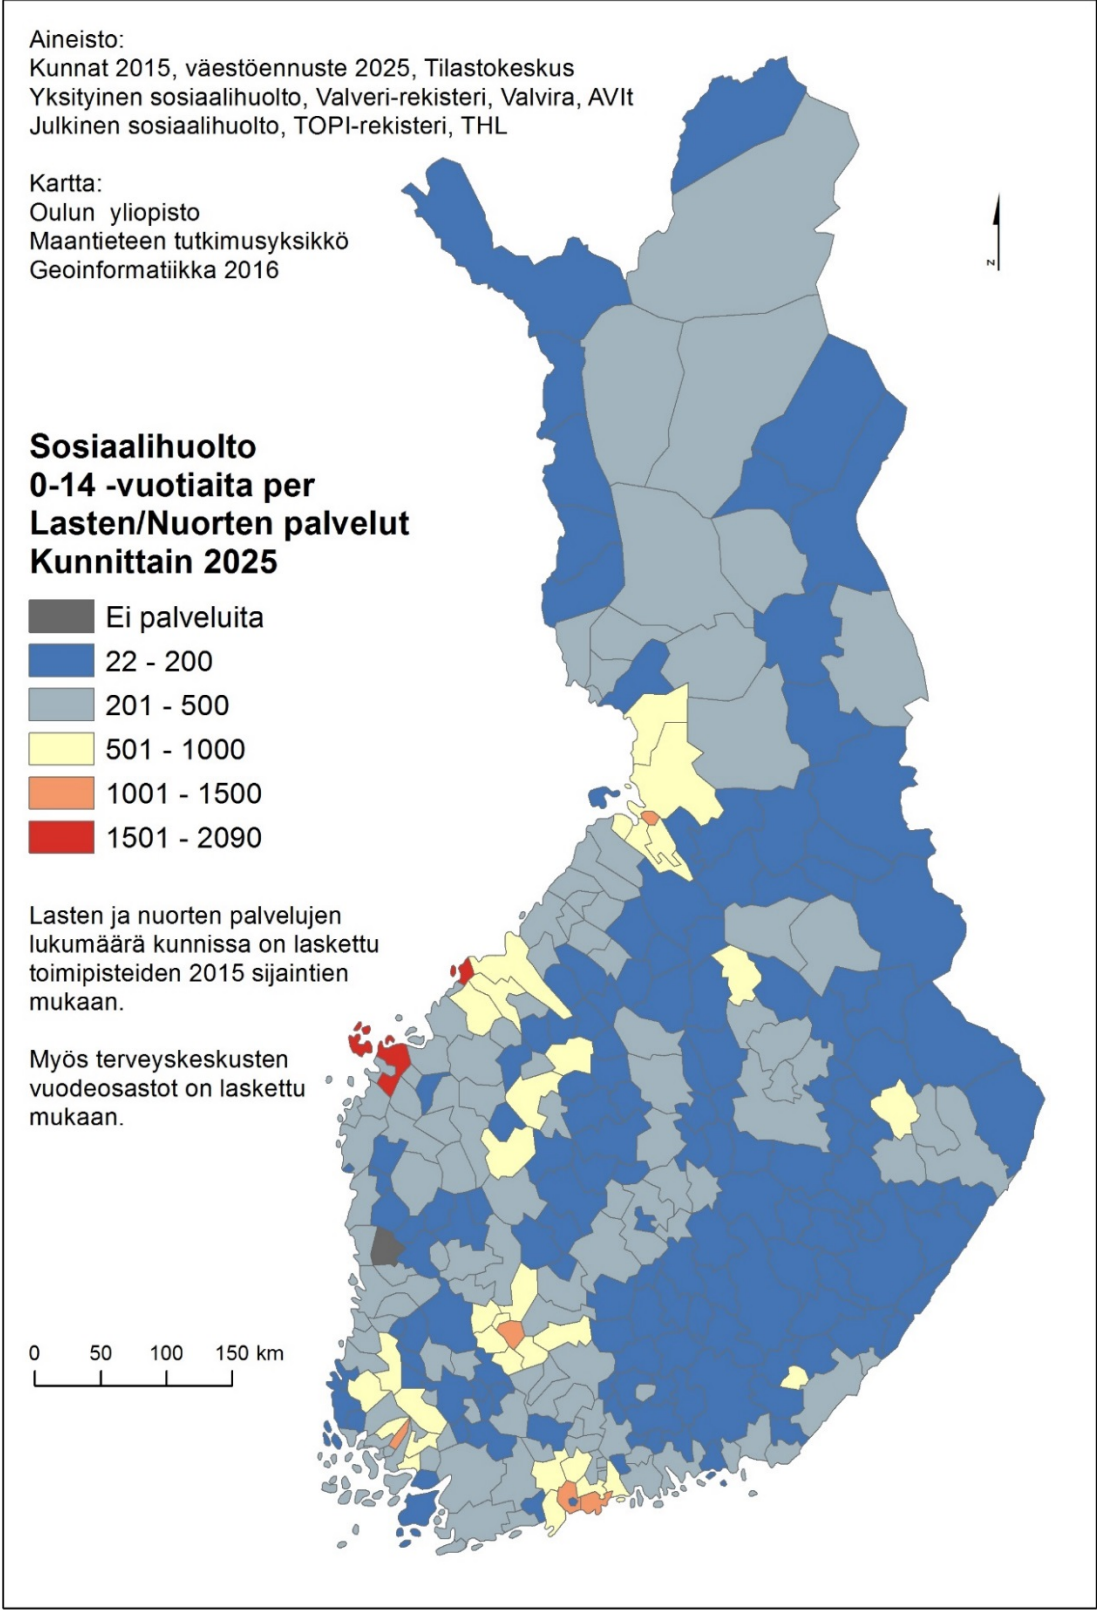 Aineisto:
Kunnat 2015, väestöennuste 2025, Tilastokeskus
Yksityinen sosiaalihuolto, Valveri-rekisteri, Valvira, AVIt
Julkinen sosiaalihuolto, TOPI-rekisteri, THL
Kartta:
Oulun yliopisto
Maantieteen tutkimusyksikkö
Geoinformatiikka 2016
N
Sosiaalihuolto
0-14 -vuotiaita per
Lasten/Nuorten palvelut
Kunnittain 2025
Ei palveluita
22 - 200
201 - 500
501 - 1000
1001 - 1500
1501 - 2090
Lasten ja nuorten palvelujen
lukumäärä kunnissa on laskettu
toimipisteiden 2015 sijaintien
mukaan.
Myös terveyskeskusten
vuodeosastot on laskettu
mukaan.
0 50 100 150 km